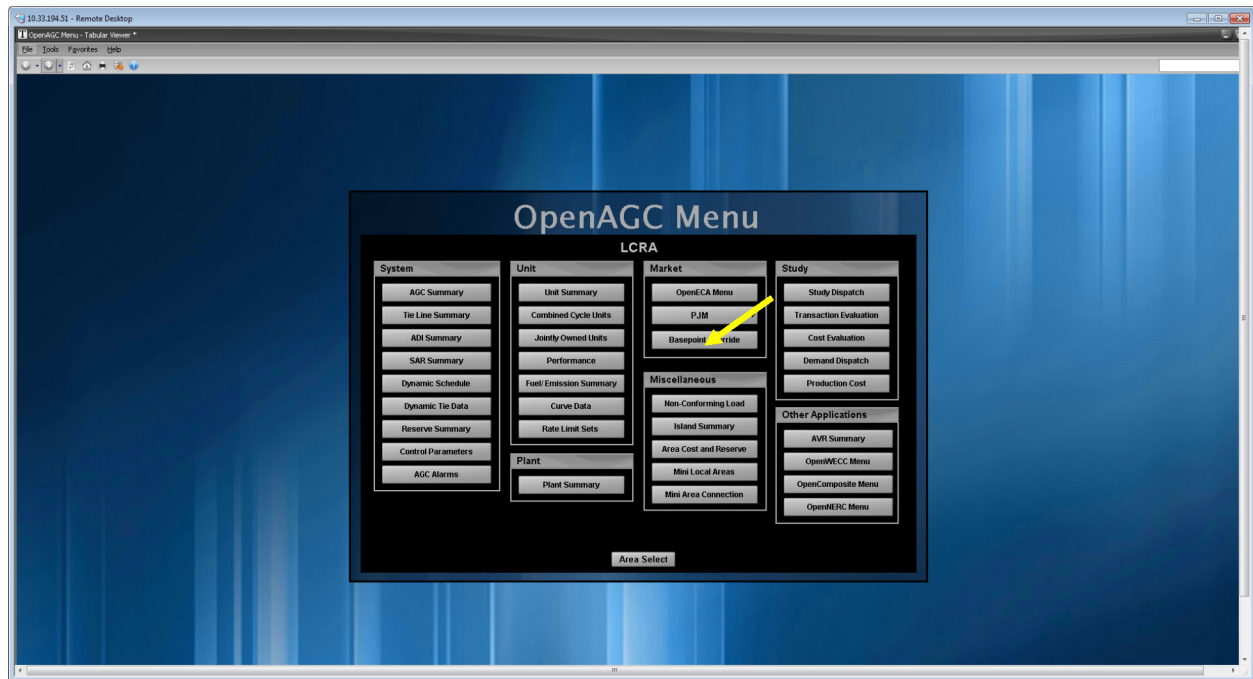 10.33.194.51 - Remote Desktop
OpenAGC Menu - Tabular Viewer *
File Tools Favorites Help
OpenAGC Menu
LCRA
System
AGC Summary
Tie Line Summary
ADI Summary
SAR Summary
Dynamic Schedule
Dynamic Tie Data
Reserve Summary
Control Parameters
AGC Alarms
Unit
Unit Summary
Combined Cycle Units
Jointly Owned Units
Performance
Fuel/Emission Summary
Curve Data
Rate Limit Sets
Plant
Plant Summary
Market
OpenECA Menu
PJM
Basepoint
Miscellaneous
Non-Conforming Load
Island Summary
Area Cost and Reserve
Mini Local Areas
Mini Area Connection
Study
Study Dispatch
Transaction Evaluation
Cost Evaluation
Demand Dispatch
Production Cost
Other Applications
AVR Summary
OpenWECC Menu
OpenComposite Menu
OpenNERC Menu
Area Select